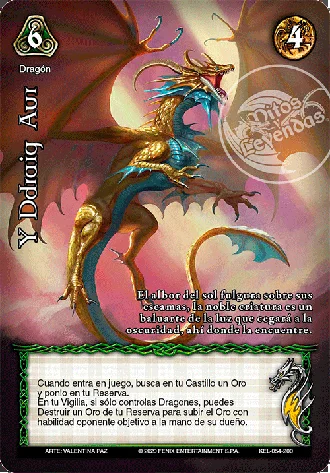 6
4
Dragón
Mitos y Leyendas
Y Ddraig Aur
El albor del sol fulgura sobre sus
escamas, la noble criatura es un
baluarte de la luz que cegará a la
oscuridad, ahí donde la encuentre.
Cuando entra en juego, busca en tu Castillo un Oro
y ponlo en tu Reserva.
En tu Vigilia, si sólo controlas Dragones, puedes
Destruir un Oro de tu Reserva para subir el Oro con
habilidad oponente objetivo a la mano de su dueño.
ARTE: VALENTINA PAZ
© 2023 FENIX ENTERTAINMENT S.P.A.
KEL-054-200